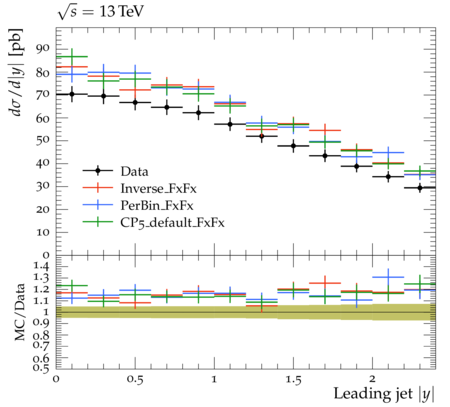 √s = 13 TeV
dσ/d|y| [pb]
90
80
70
60
50
40
30
20
10
0
Data
Inverse_FxFx
PerBin_FxFx
CP5_default_FxFx
MC/Data
1.4
1.3
1.2
1.1
1
0.9
0.8
0.7
0.6
0.5
0 0.5 1 1.5 2
Leading jet |y|